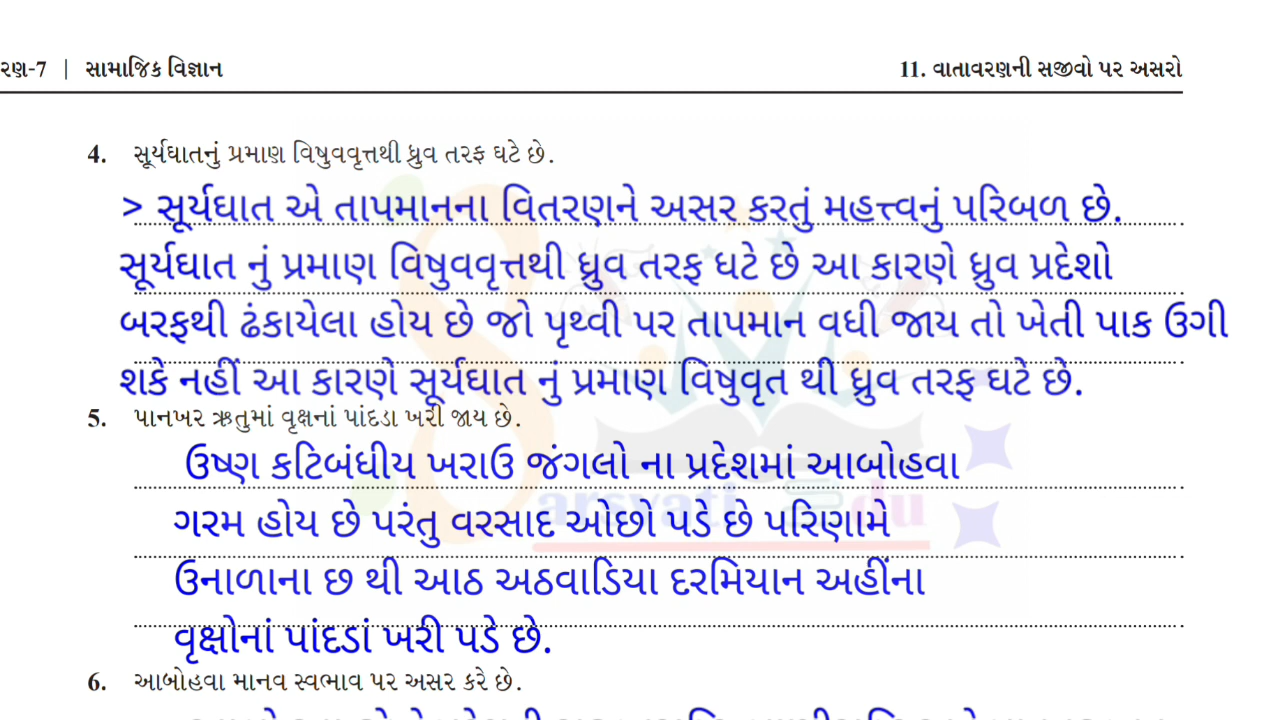 રણ-7 | સામાજિક વિજ્ઞાન 11. વાતાવરણની સજીવો પર અસરો
4. સૂર્યઘાતનું પ્રમાણ વિષુવવૃત્તથી ધ્રુવ તરફ ઘટે છે.
> સૂર્યઘાત એ તાપમાનના વિતરણને અસર કરતું મહત્ત્વનું પરિબળ છે.
સૂર્યઘાત નું પ્રમાણ વિષુવવૃત્તથી ધ્રુવ તરફ ઘટે છે આ કારણે ધ્રુવ પ્રદેશો
બરફથી ઢંકાયેલા હોય છે જો પૃથ્વી પર તાપમાન વધી જાય તો ખેતી પાક ઉગી
શકે નહીં આ કારણે સૂર્યઘાત નું પ્રમાણ વિષુવૃત થી ધ્રુવ તરફ ઘટે છે.
5. પાનખર ઋતુમાં વૃક્ષનાં પાંદડા ખરી જાય છે.
ઉષ્ણ કટિબંધીય ખરાઉ જંગલો ના પ્રદેશમાં આબોહવા
ગરમ હોય છે પરંતુ વરસાદ ઓછો પડે છે પરિણામે
ઉનાળાના છ થી આઠ અઠવાડિયા દરમિયાન અહીંના
વૃક્ષોનાં પાંદડાં ખરી પડે છે.
6. આબોહવા માનવ સ્વભાવ પર અસર કરે છે.